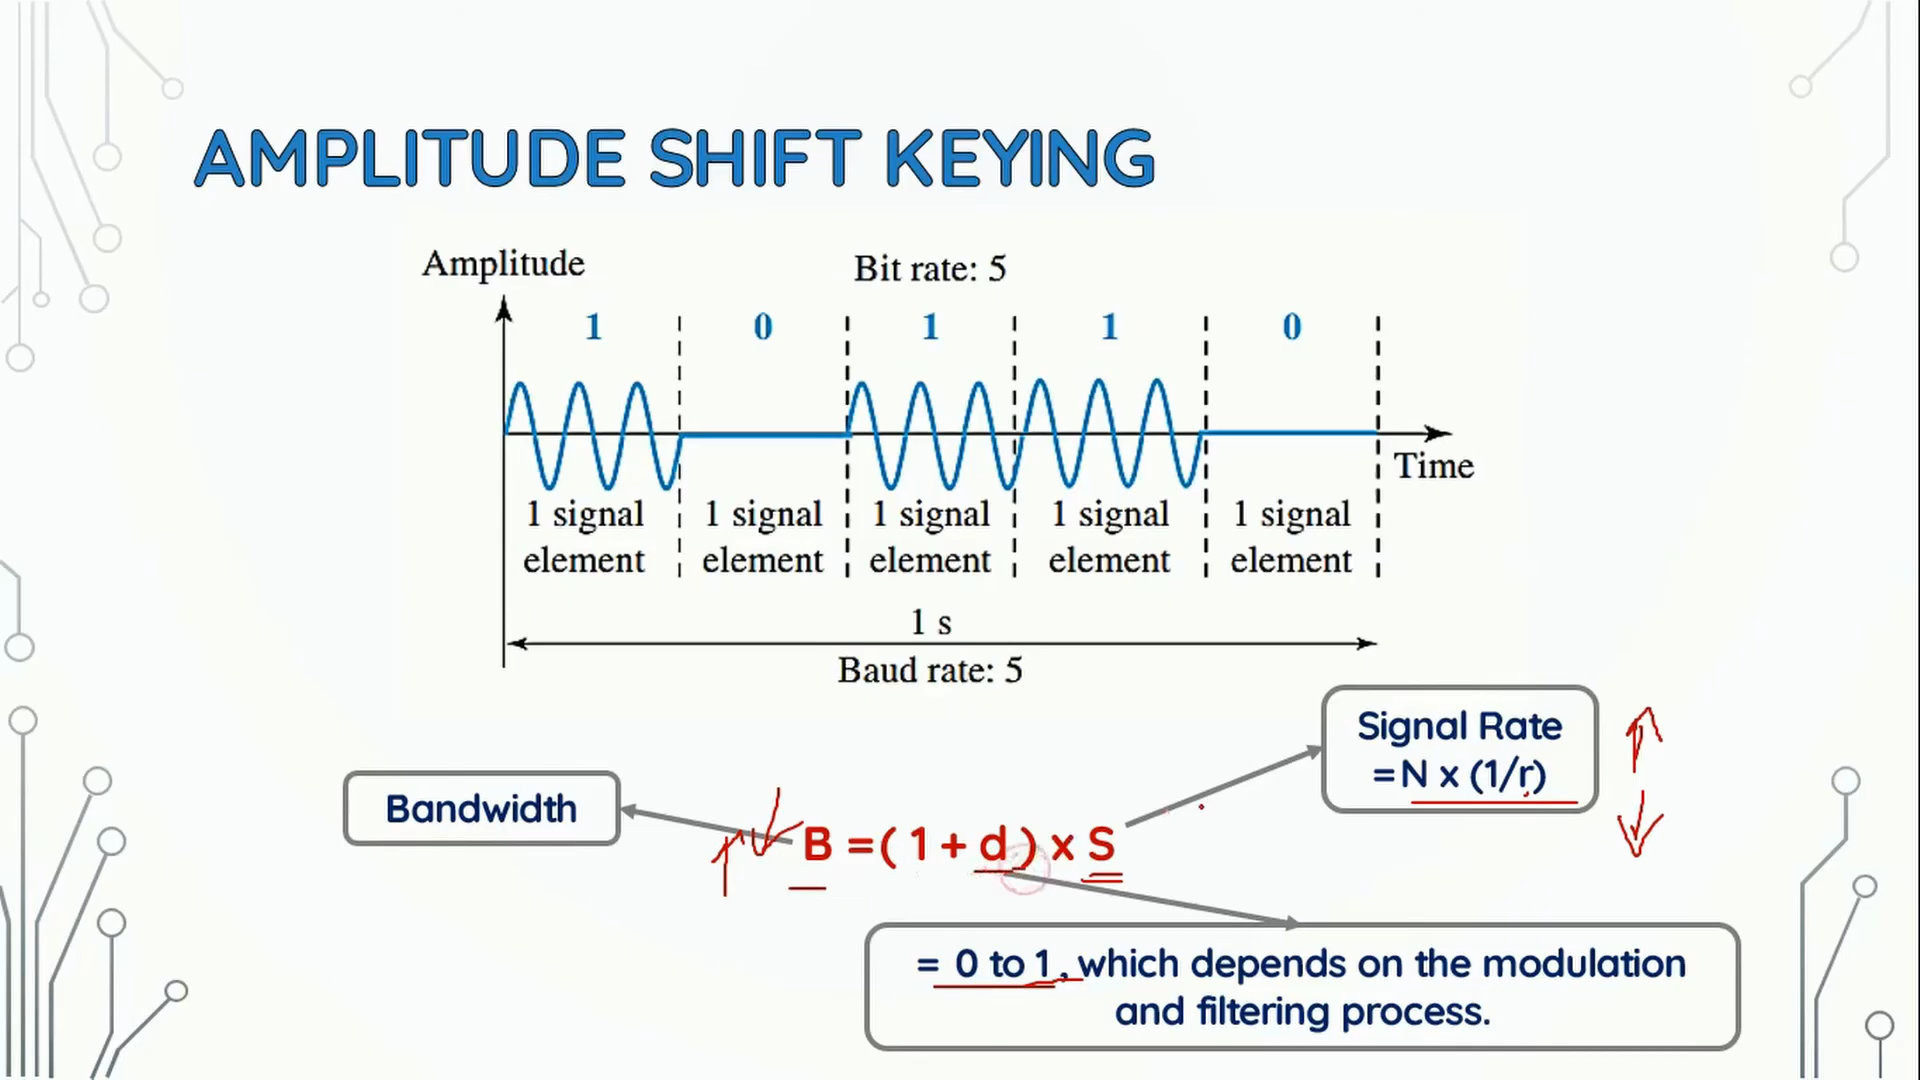 AMPLITUDE SHIFT KEYING
Amplitude
Bit rate: 5
1 0 1 1 0
Time
1 signal element
1 signal element
1 signal element
1 signal element
1 signal element
1 s
Baud rate: 5
Signal Rate
= N x (1/r)
Bandwidth
B =( 1 + d ) x S
= 0 to 1, which depends on the modulation
and filtering process.